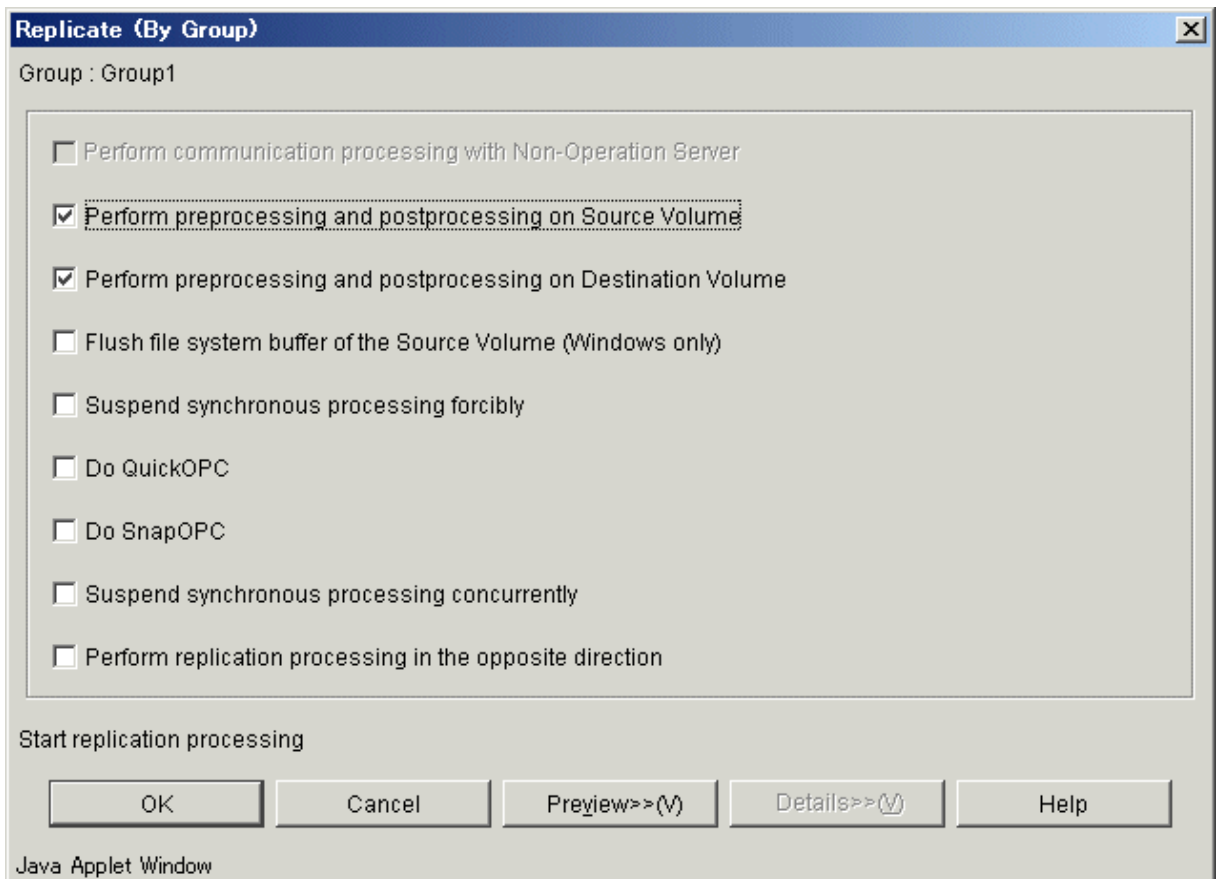 Replicate (By Group)
Group : Group1
Perform communication processing with Non-Operation Server
Perform preprocessing and postprocessing on Source Volume
Perform preprocessing and postprocessing on Destination Volume
Flush file system buffer of the Source Volume (Windows only)
Suspend synchronous processing forcibly
Do QuickOPC
Do SnapOPC
Suspend synchronous processing concurrently
Perform replication processing in the opposite direction
Start replication processing
OK Cancel Preview>>(V) Details>>(V) Help
Java Applet Window